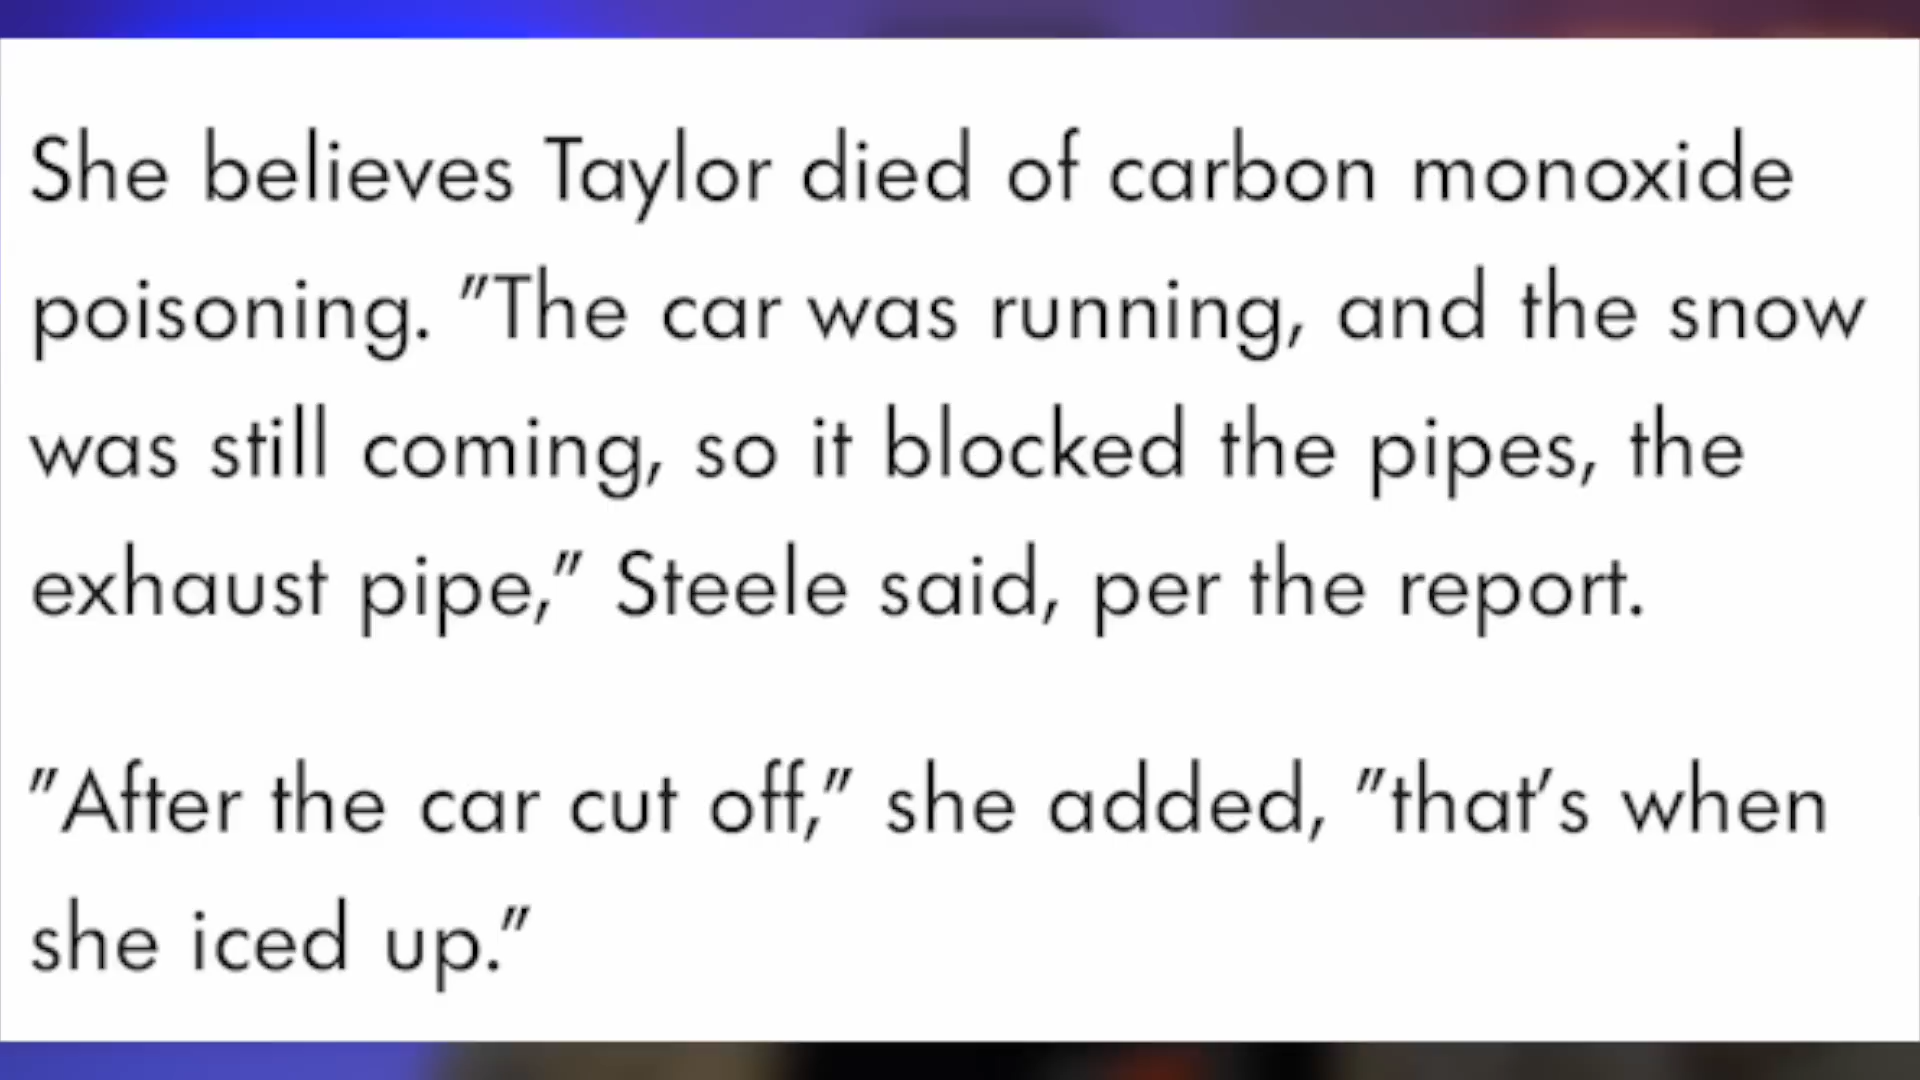 She believes Taylor died of carbon monoxide
poisoning. "The car was running, and the snow
was still coming, so it blocked the pipes, the
exhaust pipe," Steele said, per the report.
"After the car cut off," she added, "that's when
she iced up."